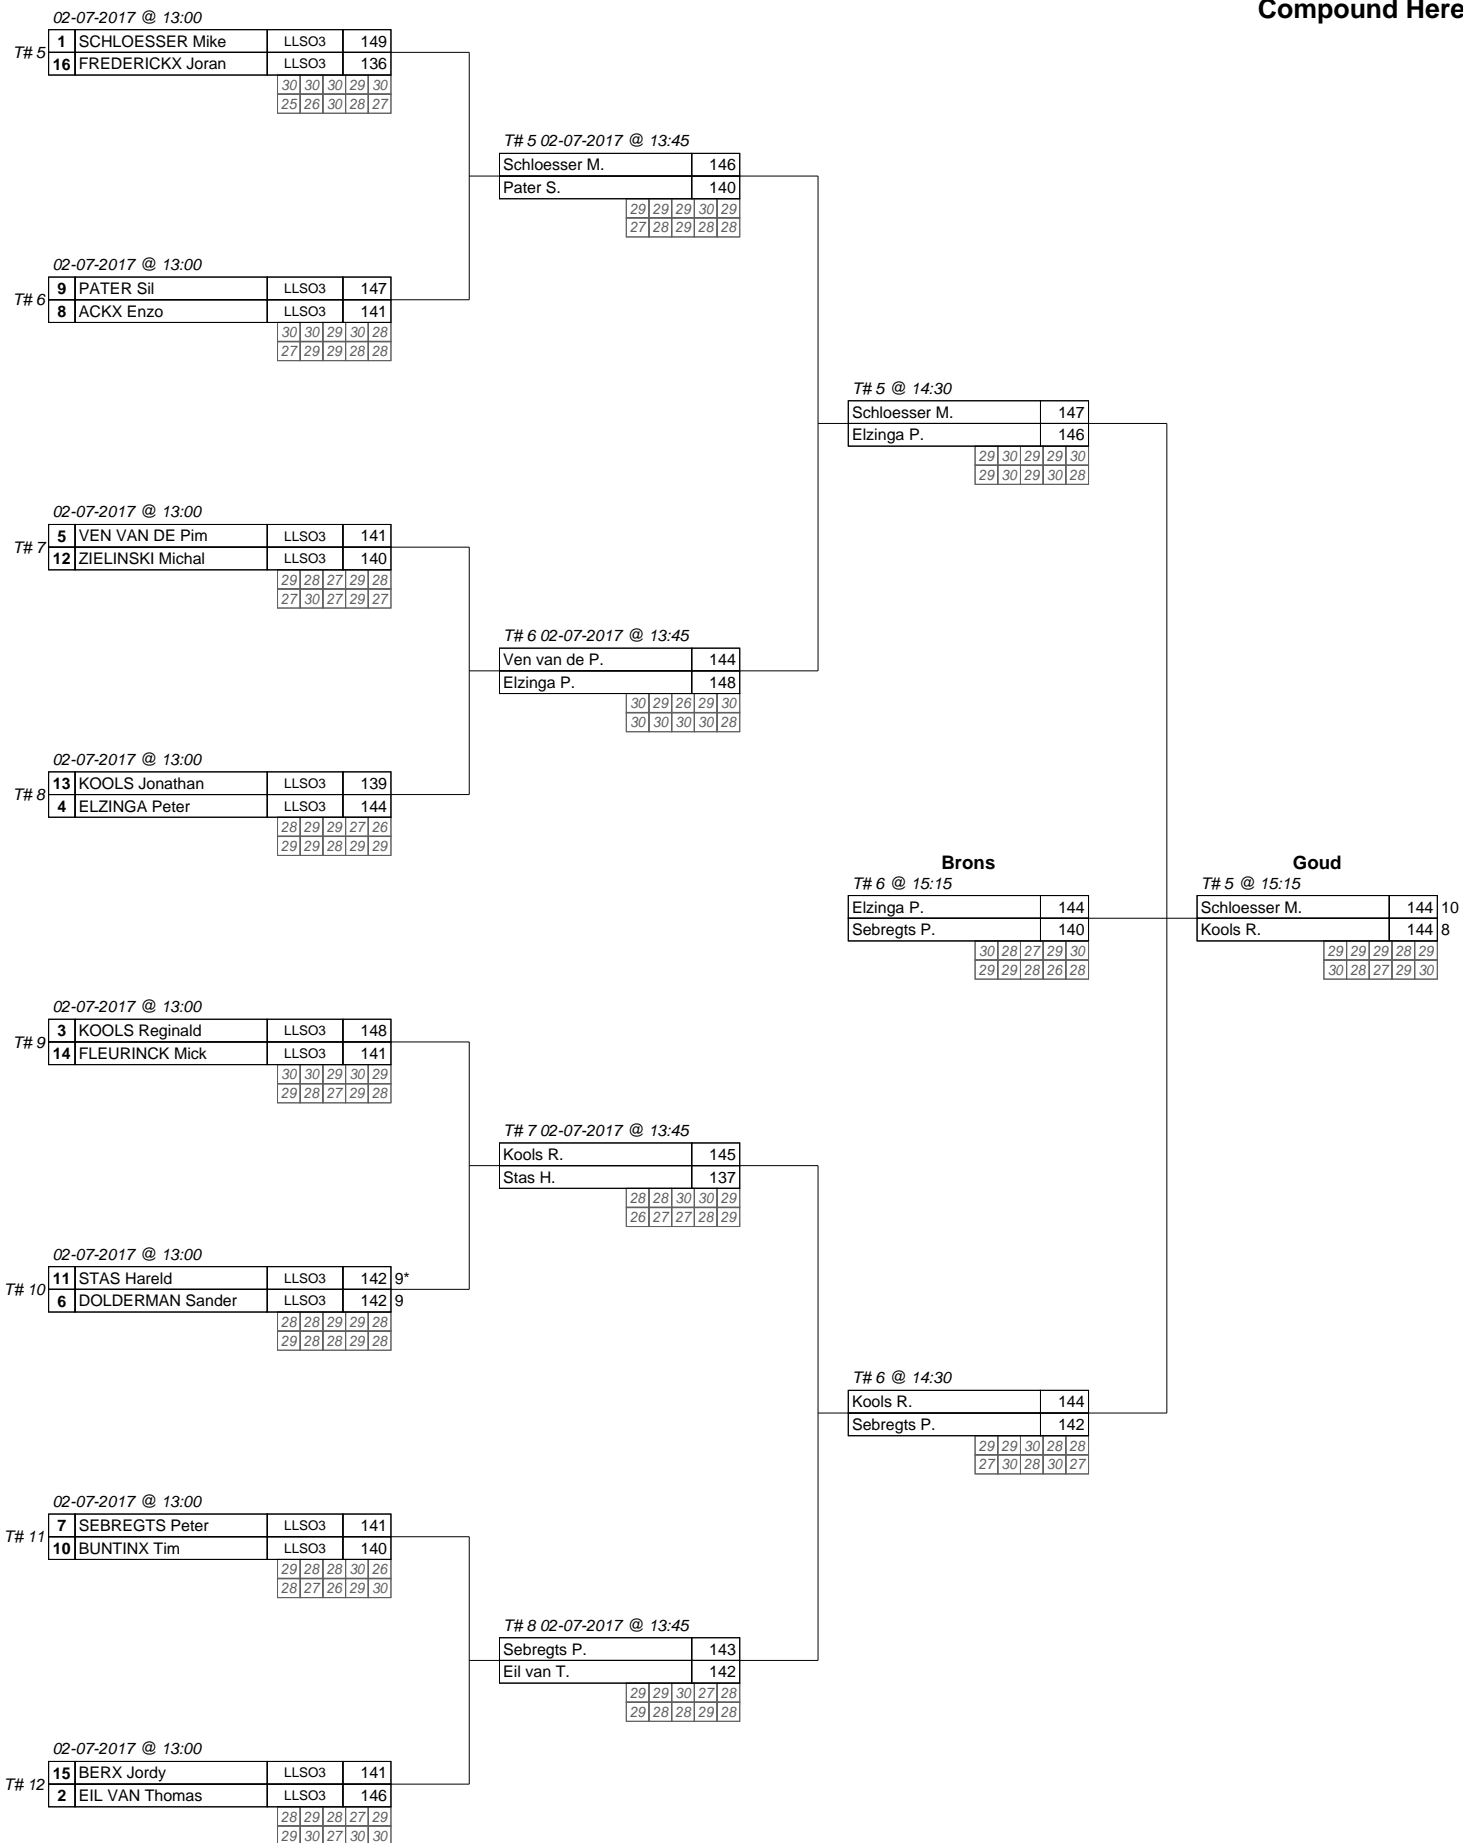 Compound Here
02-07-2017 @ 13:00
T# 5
1 SCHLOESSER Mike LLSO3 149
16 FREDERICKX Joran LLSO3 136
30 30 30 29 30
25 26 30 28 27
T# 5 02-07-2017 @ 13:45
Schloesser M. 146
Pater S. 140
29 29 29 30 29
27 28 29 28 28
02-07-2017 @ 13:00
T# 6
9 PATER Sil LLSO3 147
8 ACKX Enzo LLSO3 141
30 30 29 30 28
27 29 29 28 28
T# 5 @ 14:30
Schloesser M. 147
Elzinga P. 146
29 30 29 29 30
29 30 29 30 28
02-07-2017 @ 13:00
T# 7
5 VEN VAN DE Pim LLSO3 141
12 ZIELINSKI Michal LLSO3 140
29 28 27 29 28
27 30 27 29 27
T# 6 02-07-2017 @ 13:45
Ven van de P. 144
Elzinga P. 148
30 29 26 29 30
30 30 30 30 28
02-07-2017 @ 13:00
T# 8
13 KOOLS Jonathan LLSO3 139
4 ELZINGA Peter LLSO3 144
28 29 29 27 26
29 29 28 29 29
Brons
T# 6 @ 15:15
Elzinga P. 144
Sebregts P. 140
30 28 27 29 30
29 29 28 26 28
Goud
T# 5 @ 15:15
Schloesser M. 144 10
Kools R. 144 8
29 29 29 28 29
30 28 27 29 30
02-07-2017 @ 13:00
T# 9
3 KOOLS Reginald LLSO3 148
14 FLEURINCK Mick LLSO3 141
30 30 29 30 29
29 28 27 29 28
T# 7 02-07-2017 @ 13:45
Kools R. 145
Stas H. 137
28 28 30 30 29
26 27 27 28 29
02-07-2017 @ 13:00
T# 10
11 STAS Hareld LLSO3 142 9*
6 DOLDERMAN Sander LLSO3 142 9
28 28 29 29 28
29 28 28 29 28
T# 6 @ 14:30
Kools R. 144
Sebregts P. 142
29 29 30 28 28
27 30 28 30 27
02-07-2017 @ 13:00
T# 11
7 SEBREGTS Peter LLSO3 141
10 BUNTINX Tim LLSO3 140
29 28 28 30 26
28 27 26 29 30
T# 8 02-07-2017 @ 13:45
Sebregts P. 143
Eil van T. 142
29 29 30 27 28
29 28 28 29 28
02-07-2017 @ 13:00
T# 12
15 BERX Jordy LLSO3 141
2 EIL VAN Thomas LLSO3 146
28 29 28 27 29
29 30 27 30 30